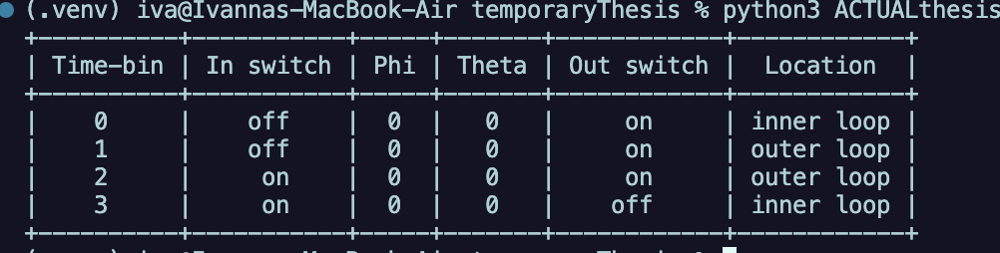 (.venv) iva@Ivannas-MacBook-Air temporaryThesis % python3 ACTUALthesis
+----------+-----------+-----+-------+------------+------------+
| Time-bin | In switch | Phi | Theta | Out switch |  Location  |
+----------+-----------+-----+-------+------------+------------+
|    0     |    off    |  0  |   0   |     on     | inner loop |
|    1     |    off    |  0  |   0   |     on     | outer loop |
|    2     |     on    |  0  |   0   |     on     | outer loop |
|    3     |     on    |  0  |   0   |    off     | inner loop |
+----------+-----------+-----+-------+------------+------------+